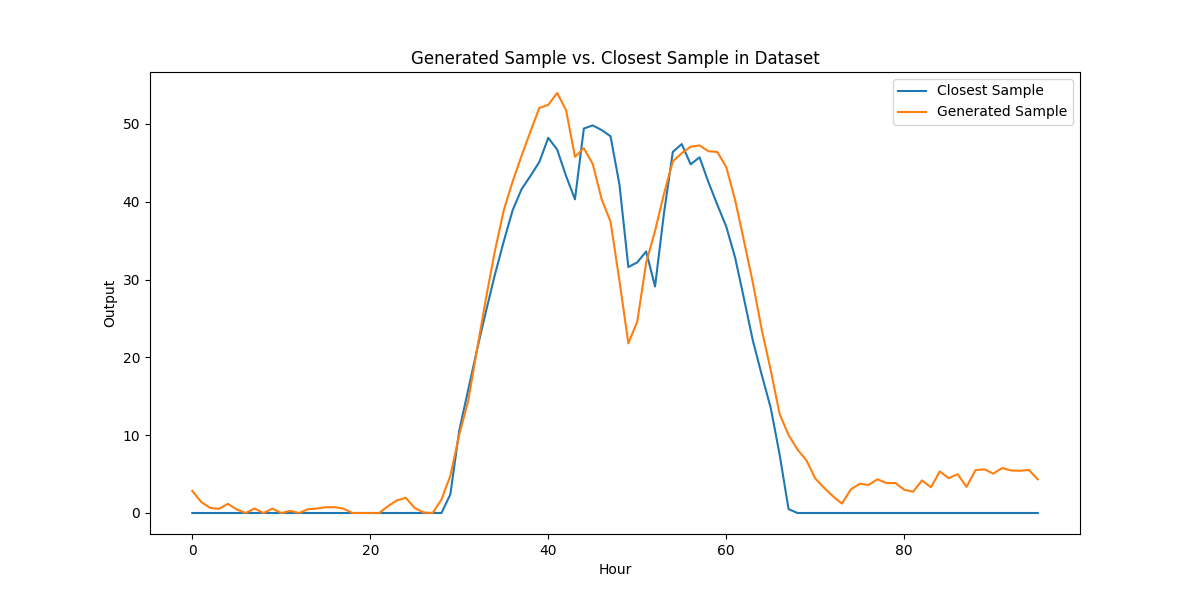 Generated Sample vs. Closest Sample in Dataset
Closest Sample
Generated Sample
Output
50
40
30
20
10
0
0 20 40 60 80
Hour